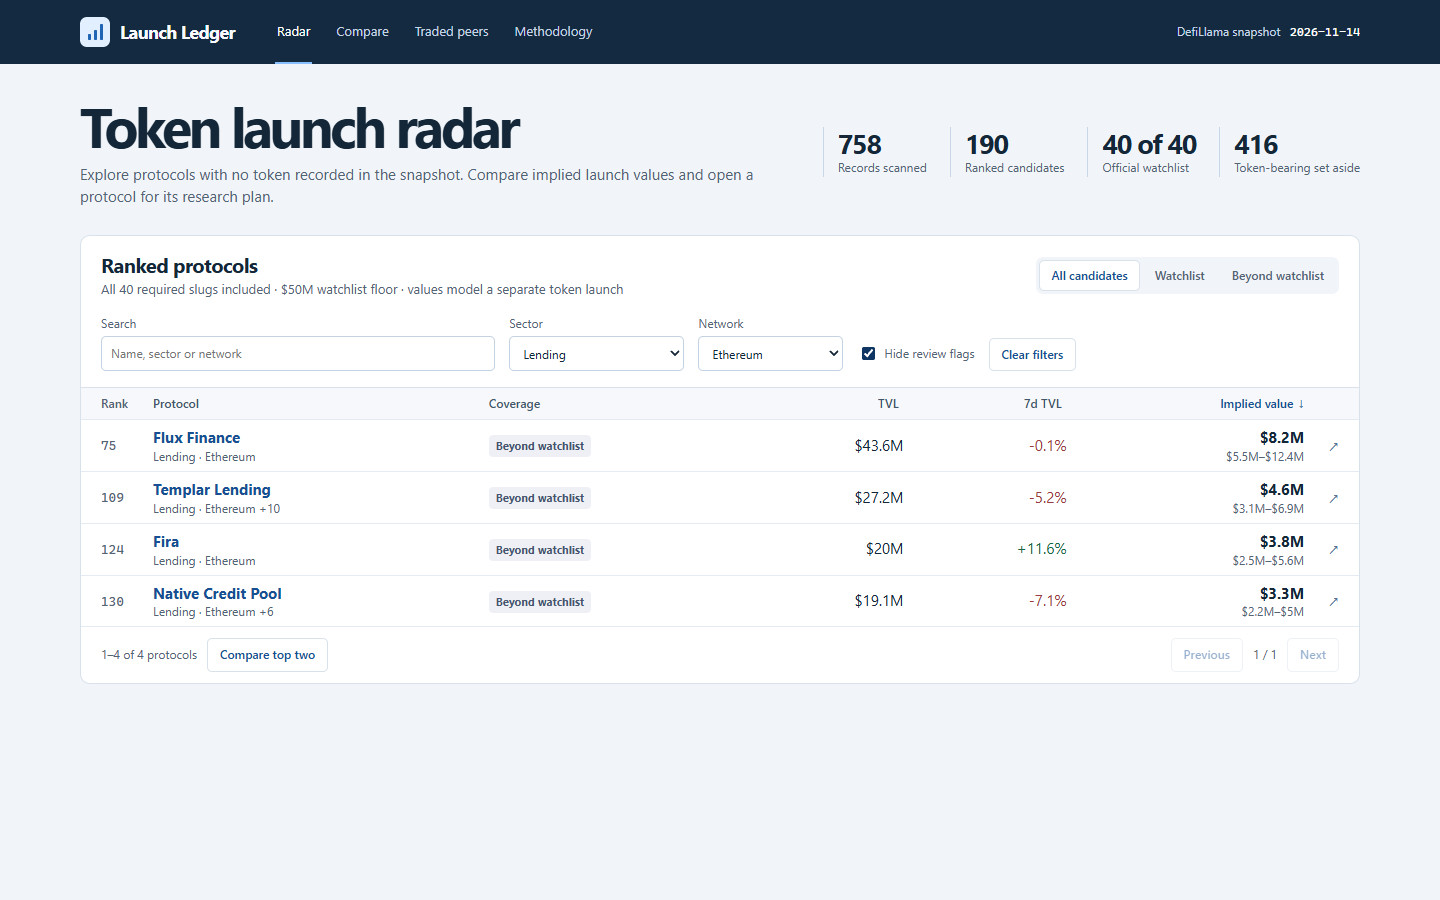 Launch Ledger
Radar
Compare
Traded peers
Methodology
DefiLlama snapshot 2026-11-14
Token launch radar
Explore protocols with no token recorded in the snapshot. Compare implied launch values and open a
protocol for its research plan.
758
Records scanned
190
Ranked candidates
40 of 40
Official watchlist
416
Token-bearing set aside
Ranked protocols
All 40 required slugs included · $50M watchlist floor · values model a separate token launch
All candidates
Watchlist
Beyond watchlist
Search
Name, sector or network
Sector
Lending
Network
Ethereum
Hide review flags
Clear filters
Rank Protocol Coverage TVL 7d TVL Implied value ↓
75 Flux Finance Beyond watchlist $43.6M -0.1% $8.2M ↗
Lending · Ethereum $5.5M–$12.4M
109 Templar Lending Beyond watchlist $27.2M -5.2% $4.6M ↗
Lending · Ethereum +10 $3.1M–$6.9M
124 Fira Beyond watchlist $20M +11.6% $3.8M ↗
Lending · Ethereum $2.5M–$5.6M
130 Native Credit Pool Beyond watchlist $19.1M -7.1% $3.3M ↗
Lending · Ethereum +6 $2.2M–$5M
1–4 of 4 protocols
Compare top two
Previous
1 / 1
Next